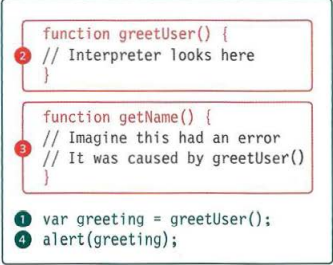 function greetUser() {
2 // Interpreter looks here
}
function getName() {
// Imagine this had an error
3 // It was caused by greetUser()
}
1 var greeting = greetUser();
4 alert(greeting);